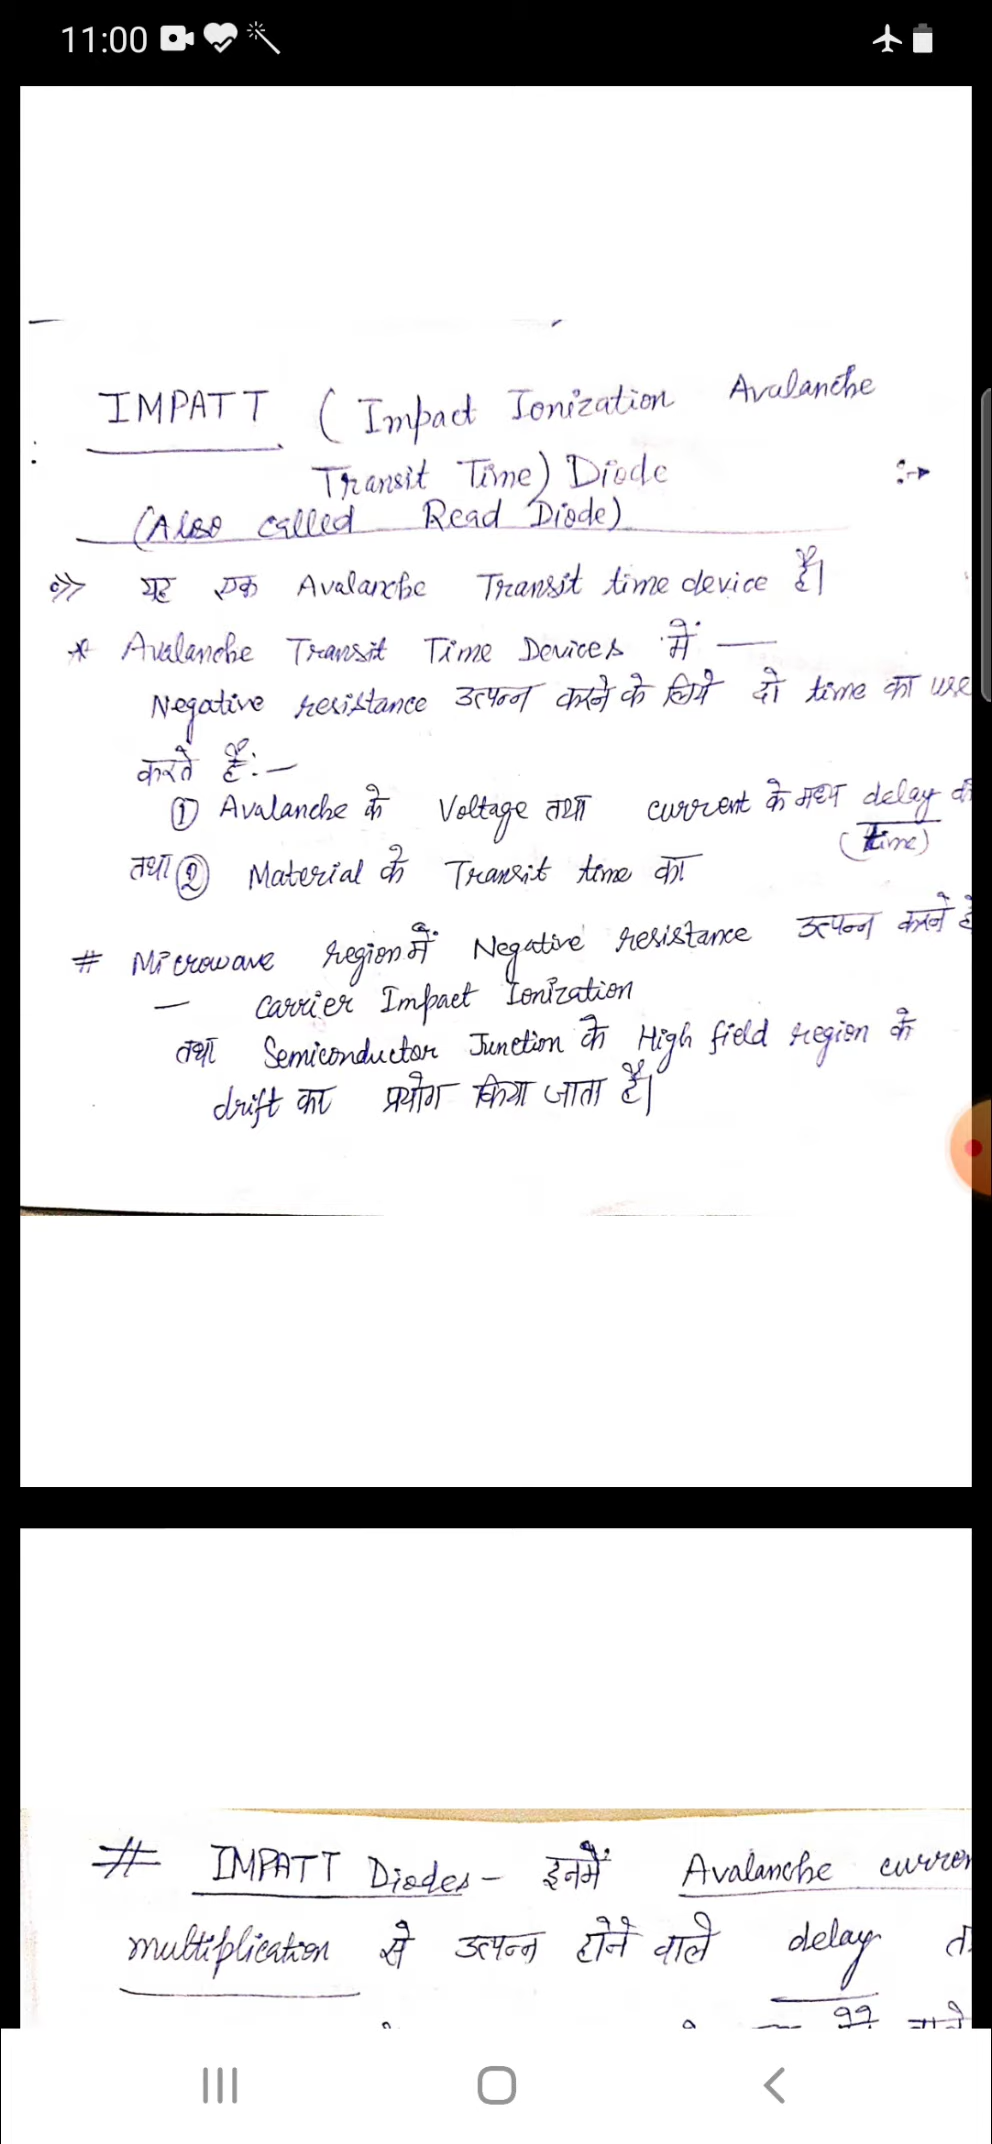 11:00
IMPATT (Impact Ionization Avalanche
Transit Time) Diode :→
(Also called Read Diode)
यह एक Avalanche Transit time device है।
* Avalanche Transit Time Devices में —
Negative resistance उत्पन्न करने के लिये दो time का use
करते हैं:—
① Avalanche के Voltage तथा current के मध्य delay
(time)
तथा ② Material के Transit time का
# Microwave region में Negative resistance उत्पन्न करने
— Carrier Impact Ionization
तथा Semiconductor Junction के High field region के
drift का प्रयोग किया जाता है।
# IMPATT Diodes - इनमें Avalanche curren
multiplication से उत्पन्न होने वाले delay